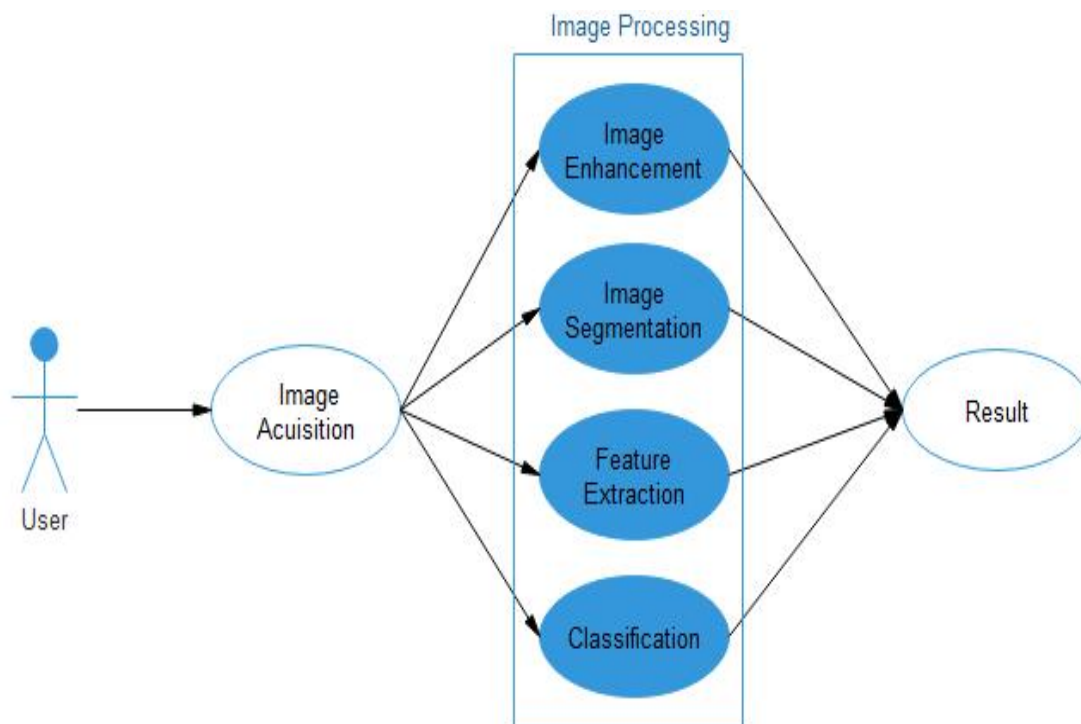 Image Processing
Image
Enhancement
Image
Segmentation
User
Image
Acuisition
Feature
Extraction
Classification
Result